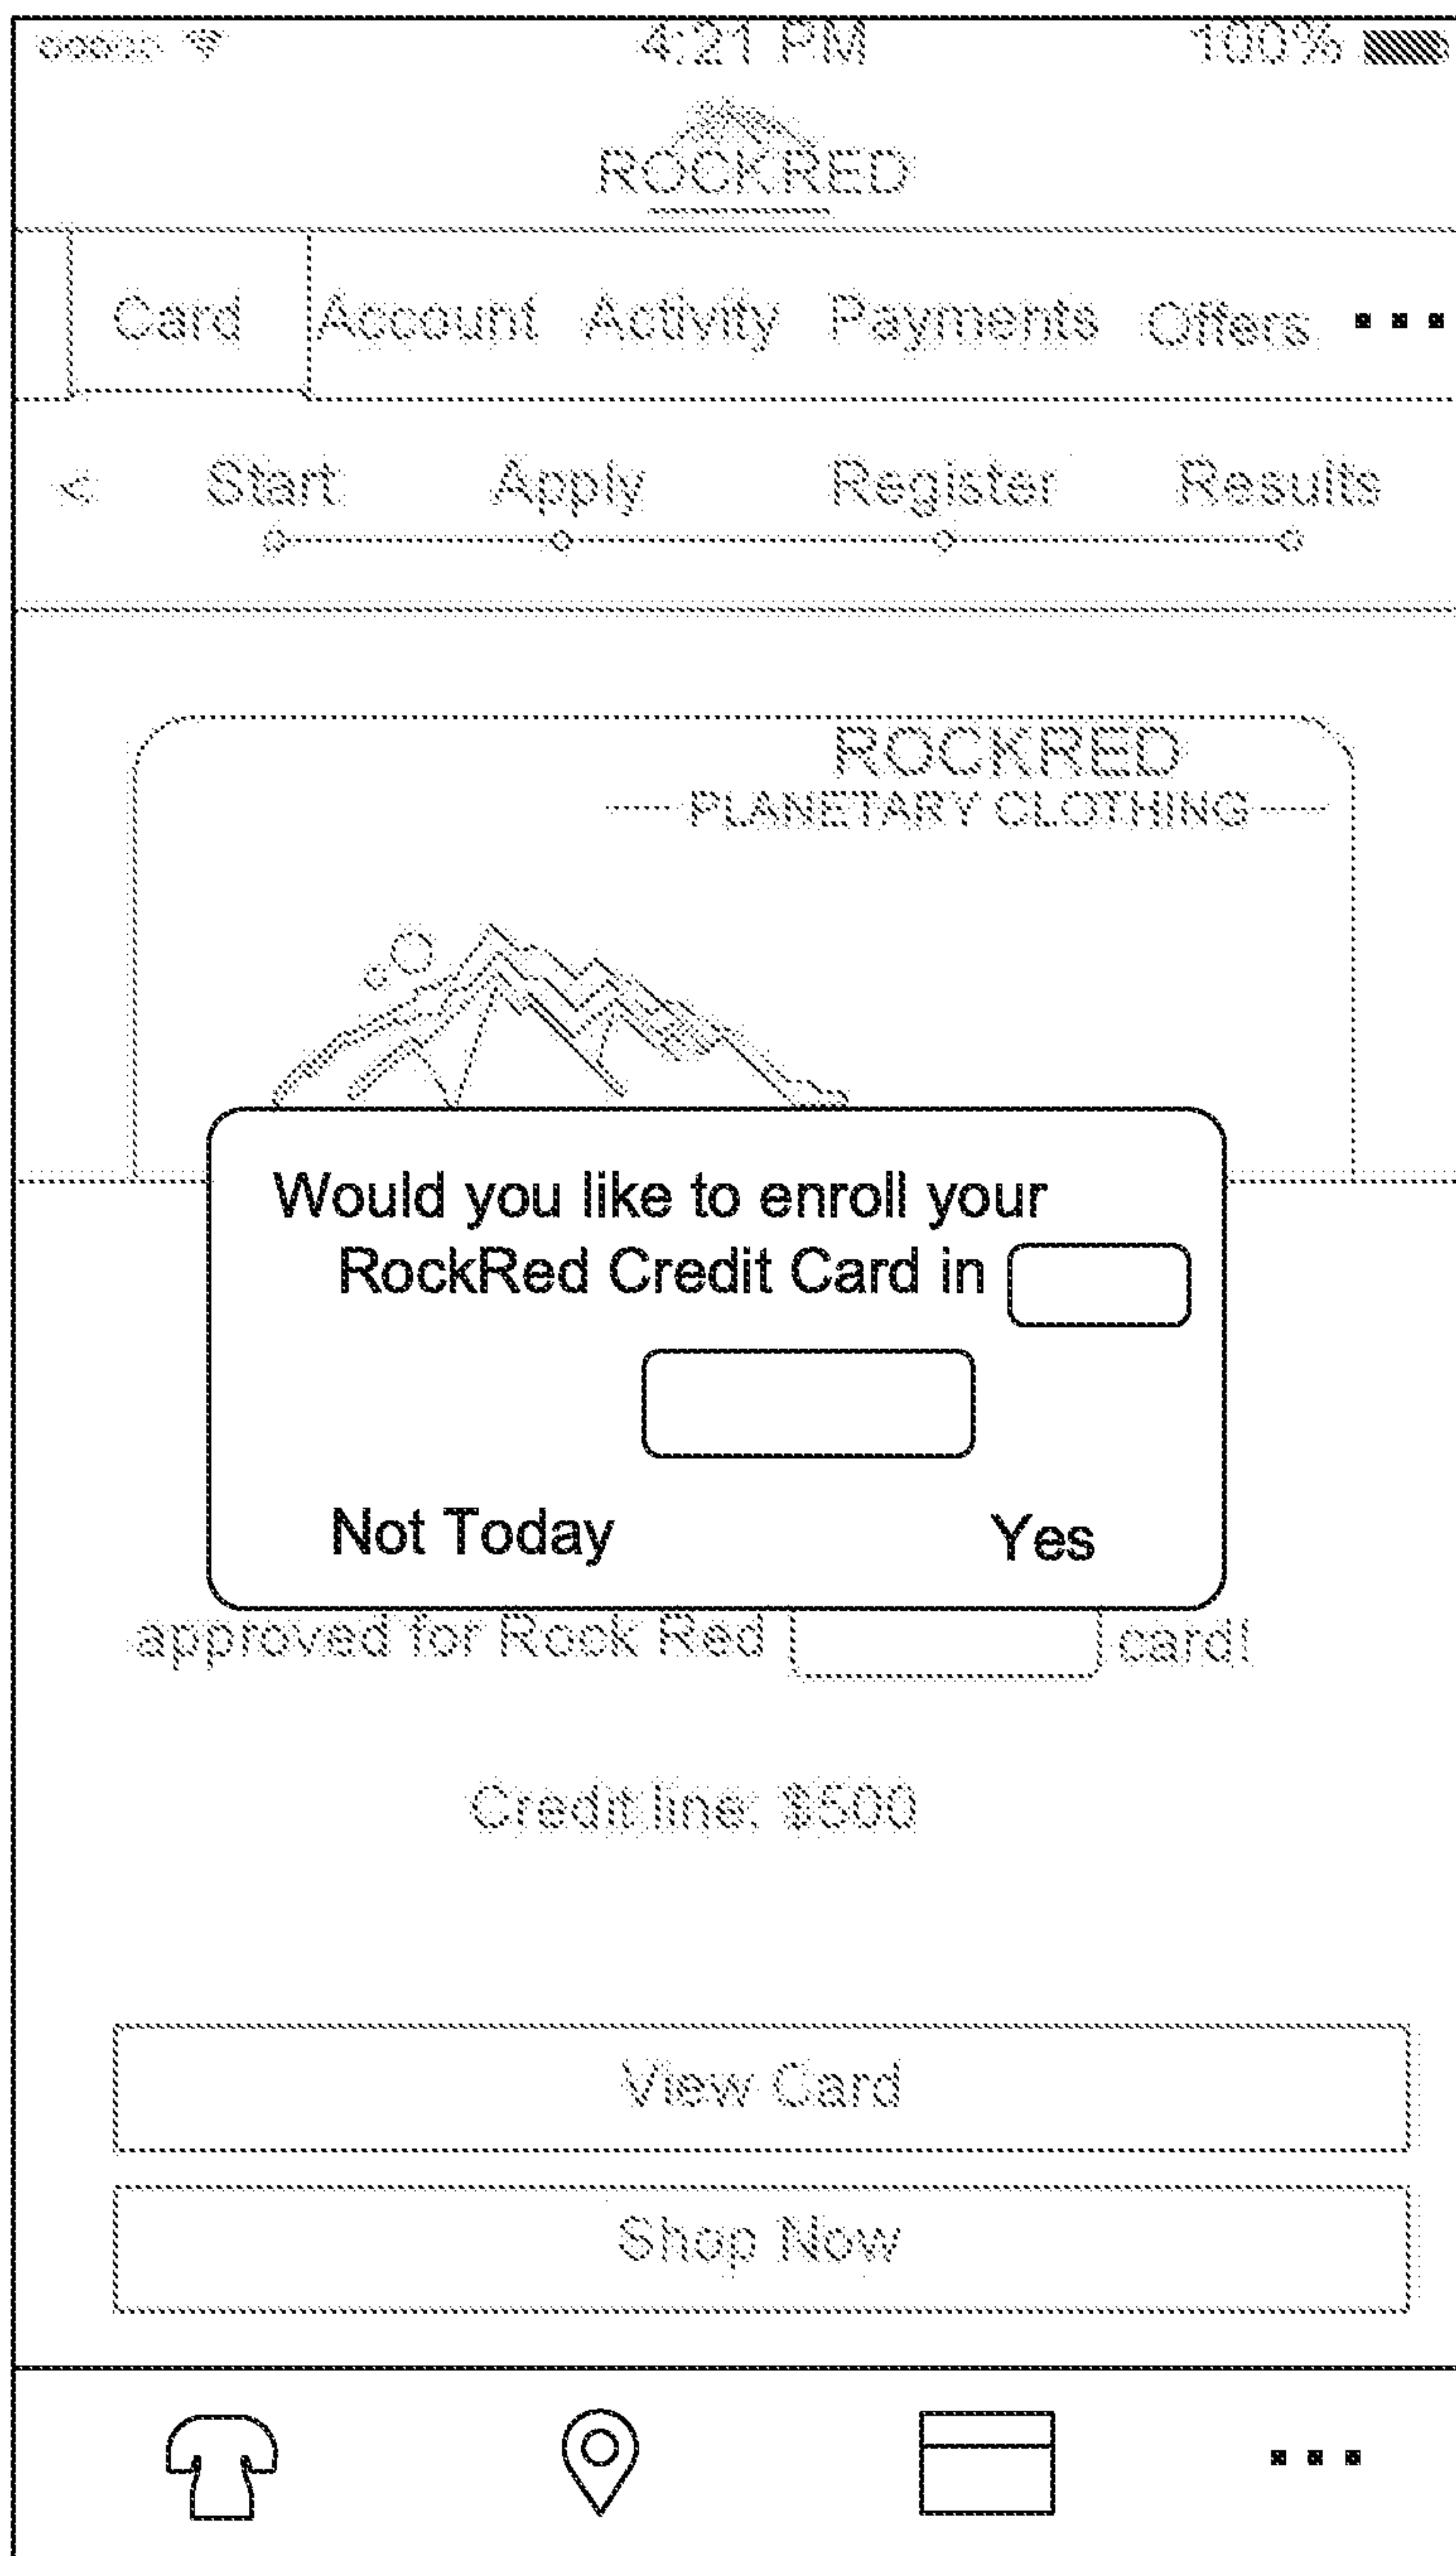 4:21 PM 100%
ROCKRED
Card Account Activity Payments Offers ...
< Start Apply Register Results
ROCKRED
PLANETARY CLOTHING
Would you like to enroll your
RockRed Credit Card in
Not Today Yes
approved for Rock Red card!
Credit line: $500
View Card
Shop Now
...